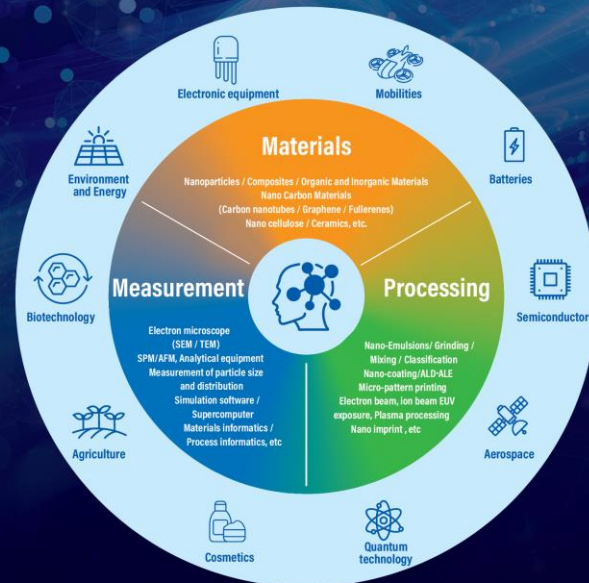 Electronic equipment
Mobilities
Environment
and Energy
Batteries
Materials
Nanoparticles / Composites / Organic and Inorganic Materials
Nano Carbon Materials
(Carbon nanotubes / Graphene / Fullerenes)
Nano cellulose / Ceramics, etc.
Biotechnology
Semiconductor
Measurement
Electron microscope
(SEM / TEM)
SPM/AFM, Analytical equipment
Measurement of particle size
and distribution
Simulation software /
Supercomputer
Materials informatics /
Process informatics, etc
Processing
Nano-Emulsions/ Grinding /
Mixing / Classification
Nano-coating/ALD·ALE
Micro-pattern printing
Electron beam, ion beam EUV
exposure, Plasma processing
Nano imprint , etc
Agriculture
Aerospace
Cosmetics
Quantum
technology